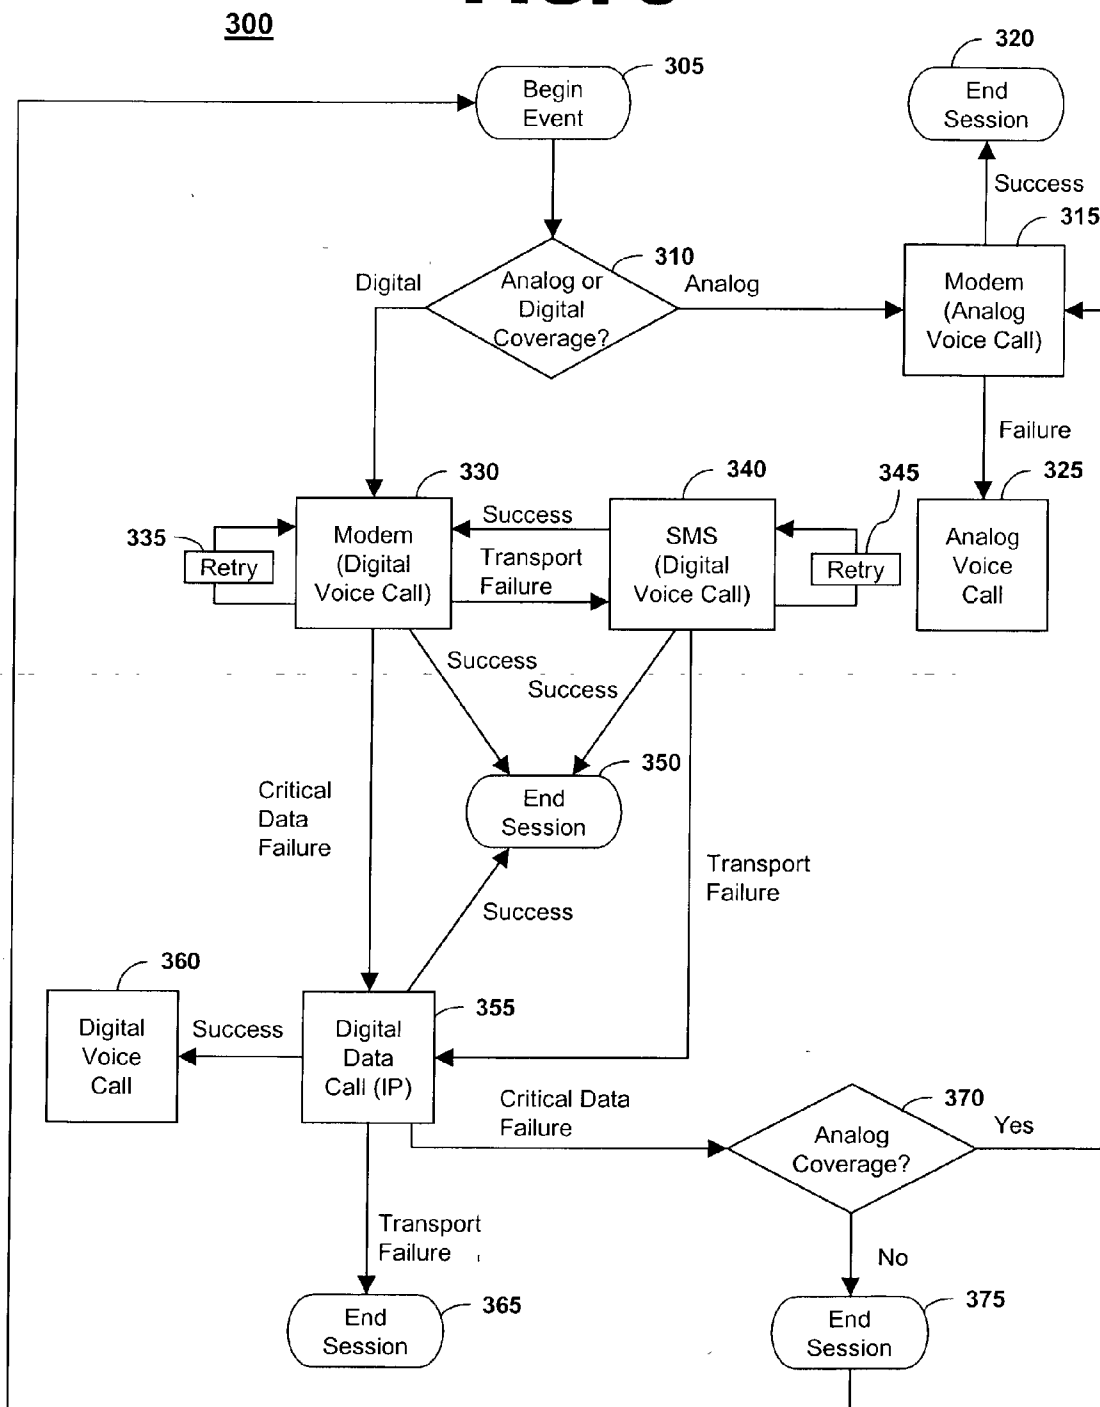 300
305
Begin
Event
320
End
Session
Success
315
310
Digital
Analog or
Digital
Coverage?
Analog
Modem
(Analog
Voice Call)
Failure
330
340
345
325
335
Retry
Modem
(Digital
Voice Call)
Success
Transport
Failure
SMS
(Digital
Voice Call)
Retry
Analog
Voice
Call
Success
Success
350
End
Session
Critical
Data
Failure
Transport
Failure
Success
360
355
Digital
Voice
Call
Success
Digital
Data
Call (IP)
Critical Data
Failure
370
Yes
Analog
Coverage?
Transport
Failure
No
365
End
Session
375
End
Session